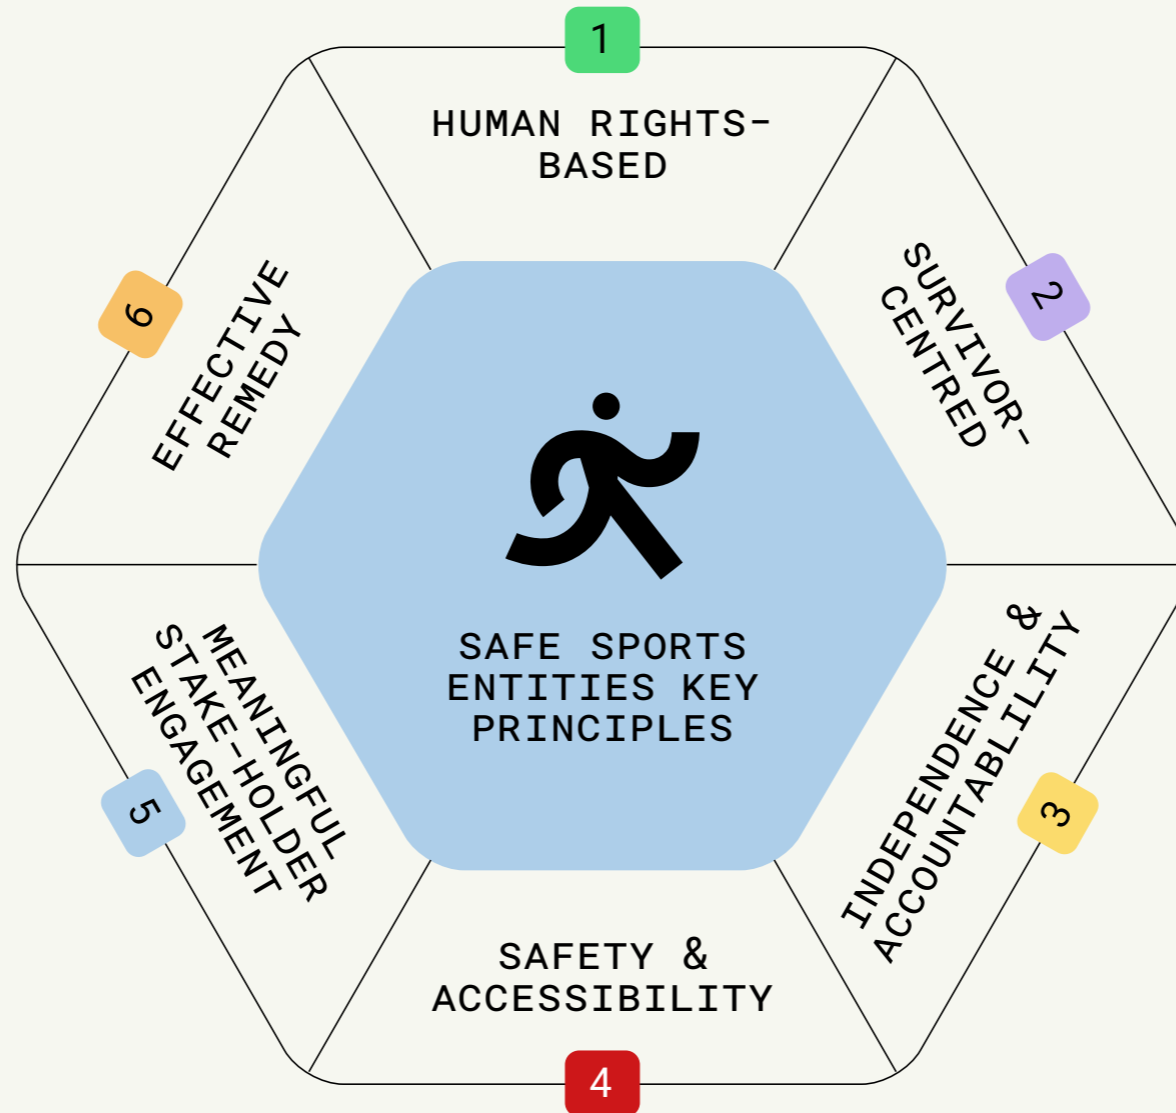 1
HUMAN RIGHTS-
BASED
2
SURVIVOR-
CENTRED
3
INDEPENDENCE &
ACCOUNTABLILITY
4
SAFETY &
ACCESSIBILITY
5
MEANINGFUL
STAKE-HOLDER
ENGAGEMENT
6
EFFECTIVE
REMEDY
SAFE SPORTS
ENTITIES KEY
PRINCIPLES